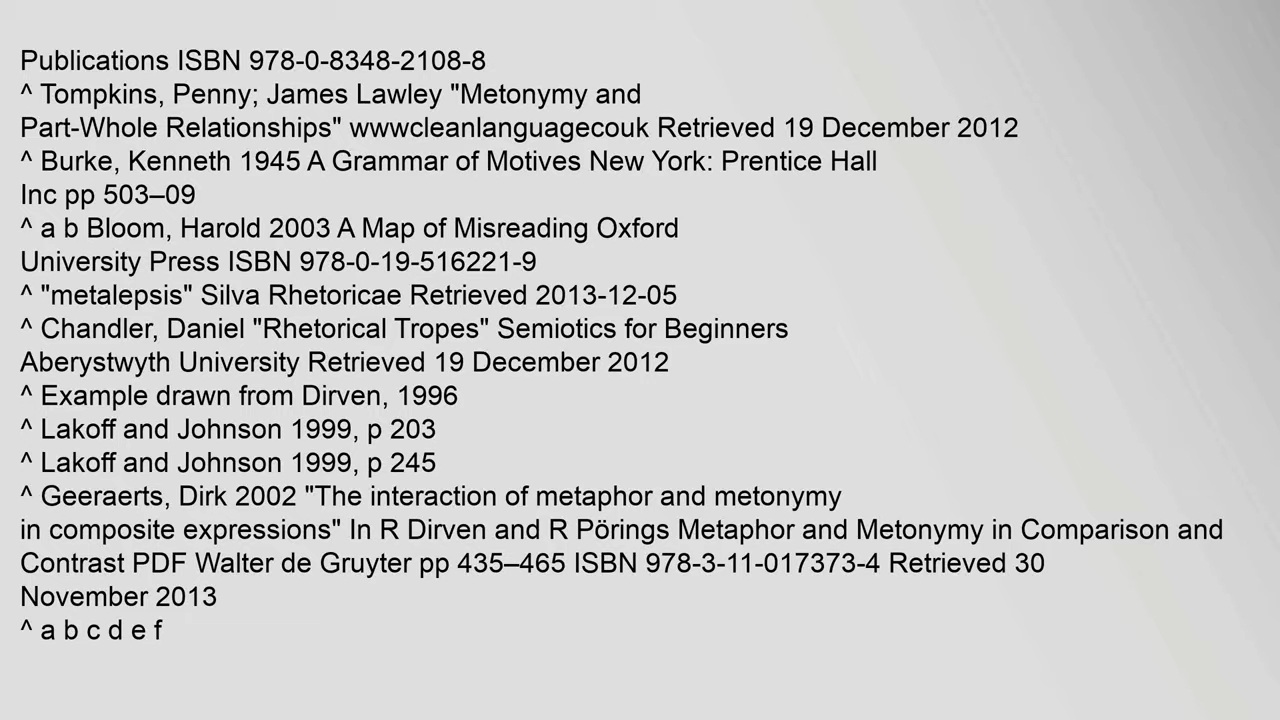 Publications ISBN 978-0-8348-2108-8
^ Tompkins, Penny; James Lawley "Metonymy and
Part-Whole Relationships" wwwcleanlanguagecouk Retrieved 19 December 2012
^ Burke, Kenneth 1945 A Grammar of Motives New York: Prentice Hall
Inc pp 503–09
^ a b Bloom, Harold 2003 A Map of Misreading Oxford
University Press ISBN 978-0-19-516221-9
^ "metalepsis" Silva Rhetoricae Retrieved 2013-12-05
^ Chandler, Daniel "Rhetorical Tropes" Semiotics for Beginners
Aberystwyth University Retrieved 19 December 2012
^ Example drawn from Dirven, 1996
^ Lakoff and Johnson 1999, p 203
^ Lakoff and Johnson 1999, p 245
^ Geeraerts, Dirk 2002 "The interaction of metaphor and metonymy
in composite expressions" In R Dirven and R Pörings Metaphor and Metonymy in Comparison and
Contrast PDF Walter de Gruyter pp 435–465 ISBN 978-3-11-017373-4 Retrieved 30
November 2013
^ a b c d e f